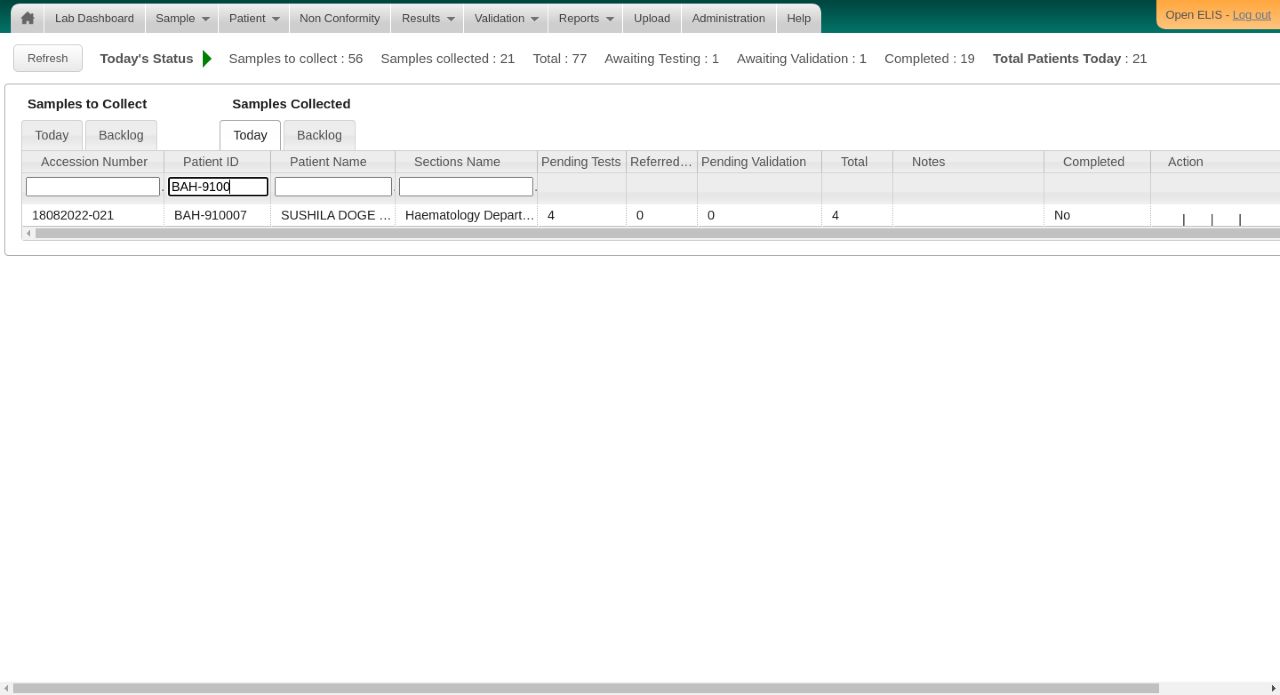 Lab Dashboard Sample Patient Non Conformity Results Validation Reports Upload Administration Help Open ELIS - Log out
Refresh Today's Status Samples to collect : 56 Samples collected : 21 Total : 77 Awaiting Testing : 1 Awaiting Validation : 1 Completed : 19 Total Patients Today : 21
Samples to Collect Samples Collected
Today Backlog Today Backlog
Accession Number Patient ID Patient Name Sections Name Pending Tests Referred... Pending Validation Total Notes Completed Action
BAH-9100
18082022-021 BAH-910007 SUSHILA DOGE ... Haematology Depart... 4 0 0 4 No | | |